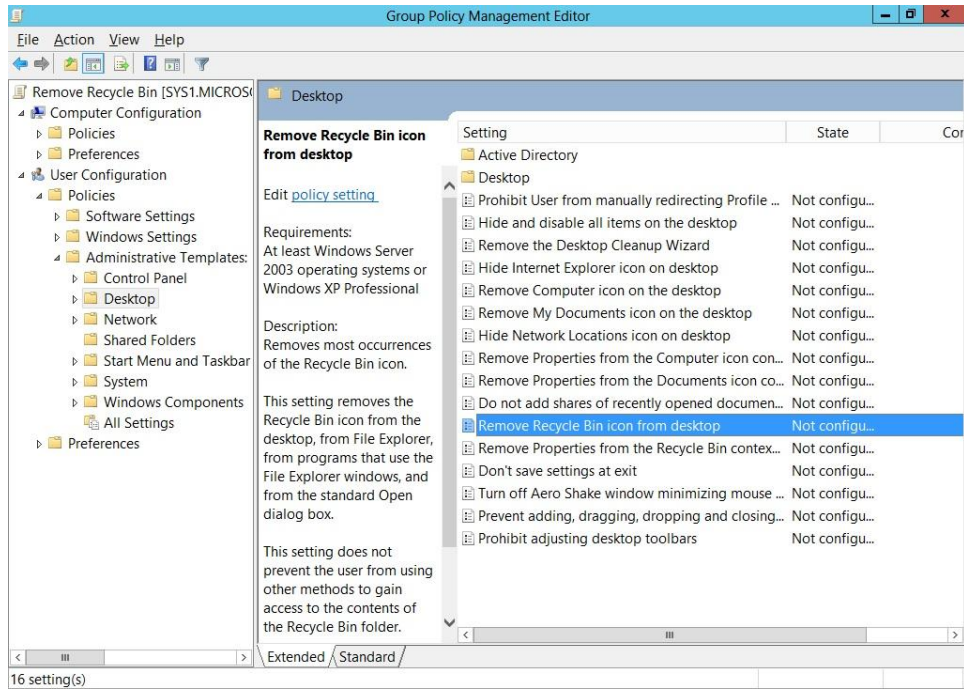 Group Policy Management Editor
File Action View Help
Remove Recycle Bin [SYS1.MICROS(
Computer Configuration
Policies
Preferences
User Configuration
Policies
Software Settings
Windows Settings
Administrative Templates:
Control Panel
Desktop
Network
Shared Folders
Start Menu and Taskbar
System
Windows Components
All Settings
Preferences
Desktop
Remove Recycle Bin icon
from desktop
Edit policy setting
Requirements:
At least Windows Server
2003 operating systems or
Windows XP Professional
Description:
Removes most occurrences
of the Recycle Bin icon.
This setting removes the
Recycle Bin icon from the
desktop, from File Explorer,
from programs that use the
File Explorer windows, and
from the standard Open
dialog box.
This setting does not
prevent the user from using
other methods to gain
access to the contents of
the Recycle Bin folder.
Setting State Cor
Active Directory
Desktop
Prohibit User from manually redirecting Profile ... Not configu...
Hide and disable all items on the desktop Not configu...
Remove the Desktop Cleanup Wizard Not configu...
Hide Internet Explorer icon on desktop Not configu...
Remove Computer icon on the desktop Not configu...
Remove My Documents icon on the desktop Not configu...
Hide Network Locations icon on desktop Not configu...
Remove Properties from the Computer icon con... Not configu...
Remove Properties from the Documents icon co... Not configu...
Do not add shares of recently opened documen... Not configu...
Remove Recycle Bin icon from desktop Not configu...
Remove Properties from the Recycle Bin contex... Not configu...
Don't save settings at exit Not configu...
Turn off Aero Shake window minimizing mouse ... Not configu...
Prevent adding, dragging, dropping and closing... Not configu...
Prohibit adjusting desktop toolbars Not configu...
Extended Standard
16 setting(s)